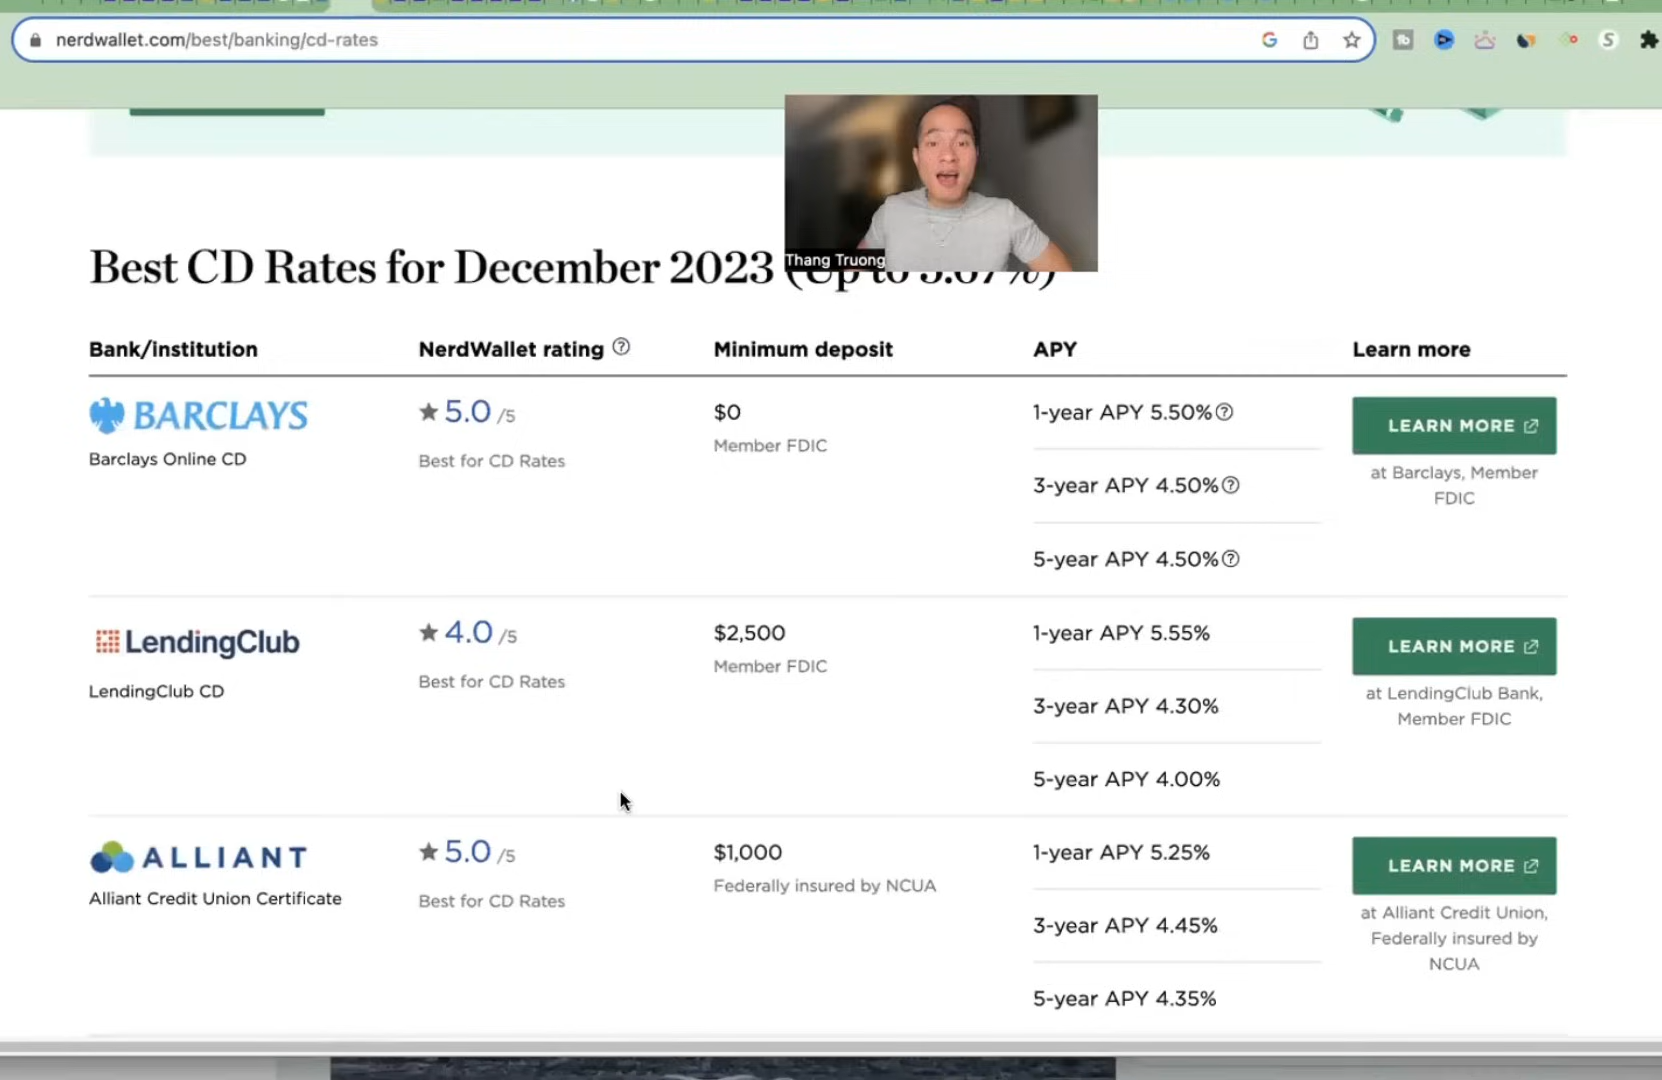 nerdwallet.com/best/banking/cd-rates
Thang Truong
Best CD Rates for December 2023 (Up to 5.67%)
Bank/institution
NerdWallet rating
Minimum deposit
APY
Learn more
BARCLAYS
Barclays Online CD
5.0 /5
Best for CD Rates
$0
Member FDIC
1-year APY 5.50%
3-year APY 4.50%
5-year APY 4.50%
LEARN MORE
at Barclays, Member
FDIC
LendingClub
LendingClub CD
4.0 /5
Best for CD Rates
$2,500
Member FDIC
1-year APY 5.55%
3-year APY 4.30%
5-year APY 4.00%
LEARN MORE
at LendingClub Bank,
Member FDIC
ALLIANT
Alliant Credit Union Certificate
5.0 /5
Best for CD Rates
$1,000
Federally insured by NCUA
1-year APY 5.25%
3-year APY 4.45%
5-year APY 4.35%
LEARN MORE
at Alliant Credit Union,
Federally insured by
NCUA